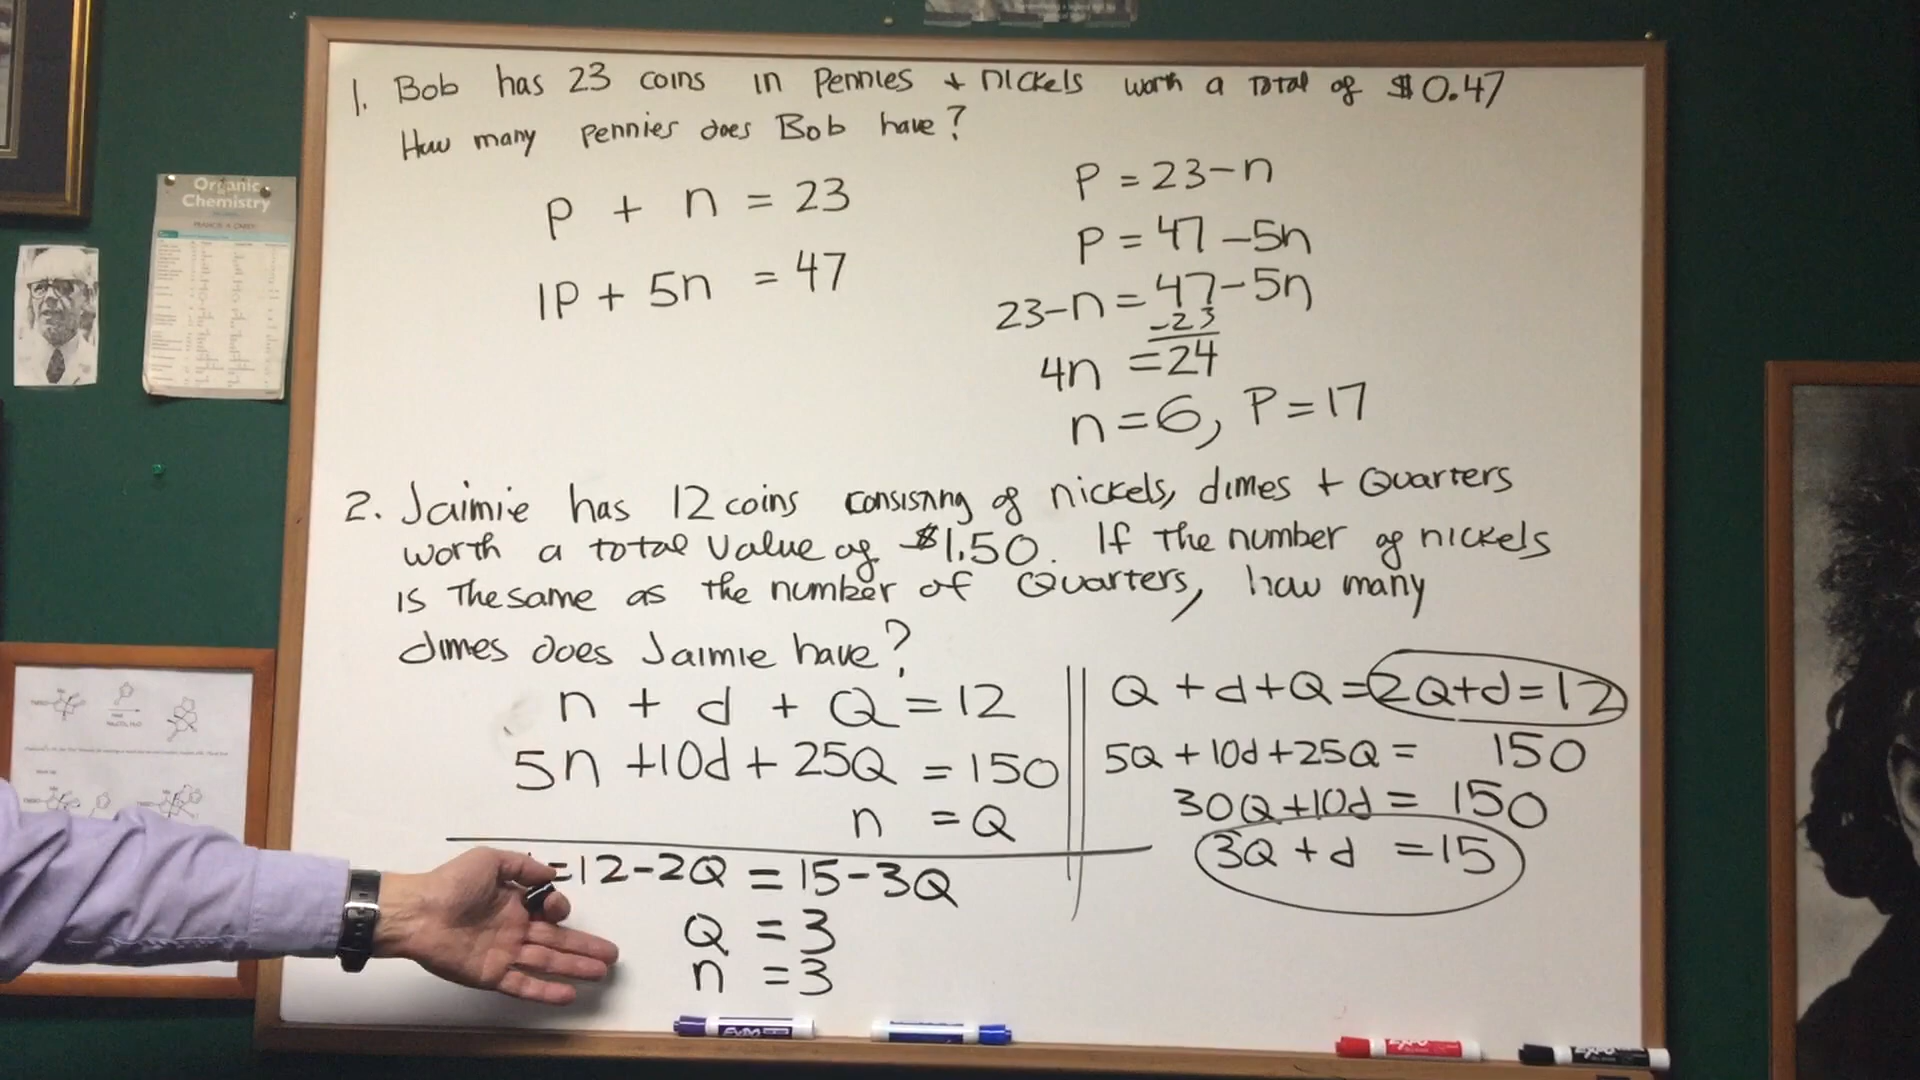 1. Bob has 23 coins in Pennies + nickels worth a Total of $0.47
How many pennies does Bob have?
p + n = 23
1P + 5n = 47
P = 23-n
P = 47-5n
23-n = 47-5n
-23
4n = 24
n=6, P=17
2. Jaimie has 12 coins consisting of nickels, dimes + Quarters
worth a total value of $1.50. If the number of nickels
is the same as the number of Quarters, how many
dimes does Jaimie have?
n + d + Q = 12
5n +10d + 25Q = 150
n = Q
=12-2Q = 15-3Q
Q = 3
n = 3
Q +d+Q=2Q+d=12
5Q + 10d +25Q = 150
30Q+10d = 150
3Q + d = 15
Organic
Chemistry
EXPO
EXPO
EXPO